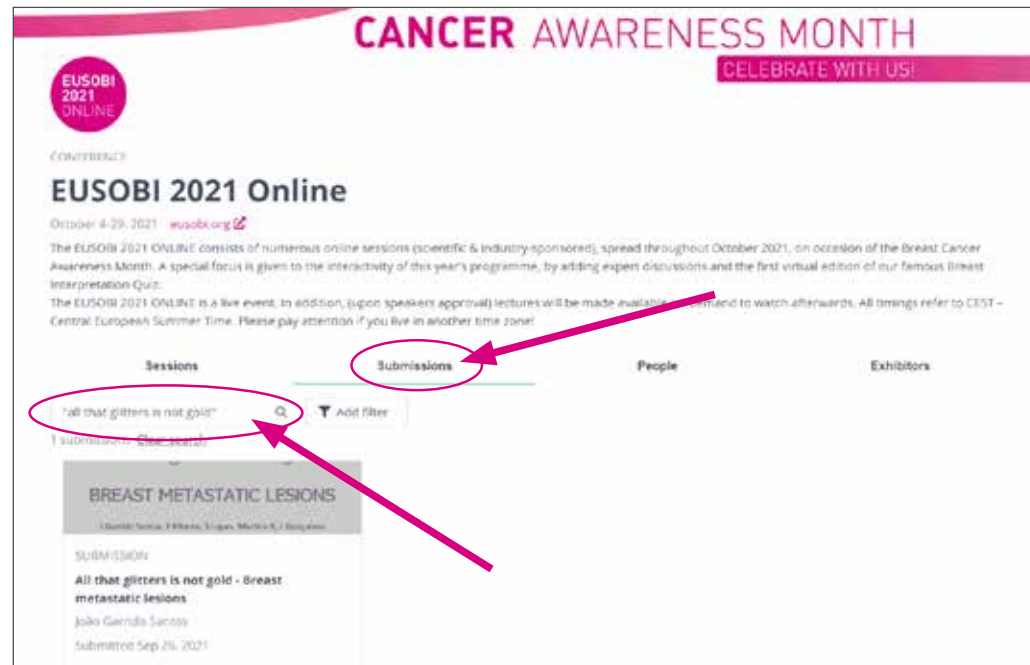 CANCER AWARENESS MONTH
CELEBRATE WITH US!
EUSOBI
2021
ONLINE
CONFERENCE
EUSOBI 2021 Online
October 4-29, 2021 eusobi.org
The EUSOBI 2021 ONLINE consists of numerous online sessions (scientific & industry-sponsored), spread throughout October 2021, on occasion of the Breast Cancer
Awareness Month. A special focus is given to the interactivity of this year's programme, by adding expert discussions and the first virtual edition of our famous Breast
Interpretation Quiz.
The EUSOBI 2021 ONLINE is a live event. In addition, (upon speakers approval) lectures will be made available demand to watch afterwards. All timings refer to CEST –
Central European Summer Time. Please pay attention if you live in another time zone!
Sessions Submissions People Exhibitors
"all that glitters is not gold" Add filter
1 submissions Clear search
BREAST METASTATIC LESIONS
SUBMISSION
All that glitters is not gold - Breast
metastatic lesions
João Santos
Submitted Sep 26, 2021